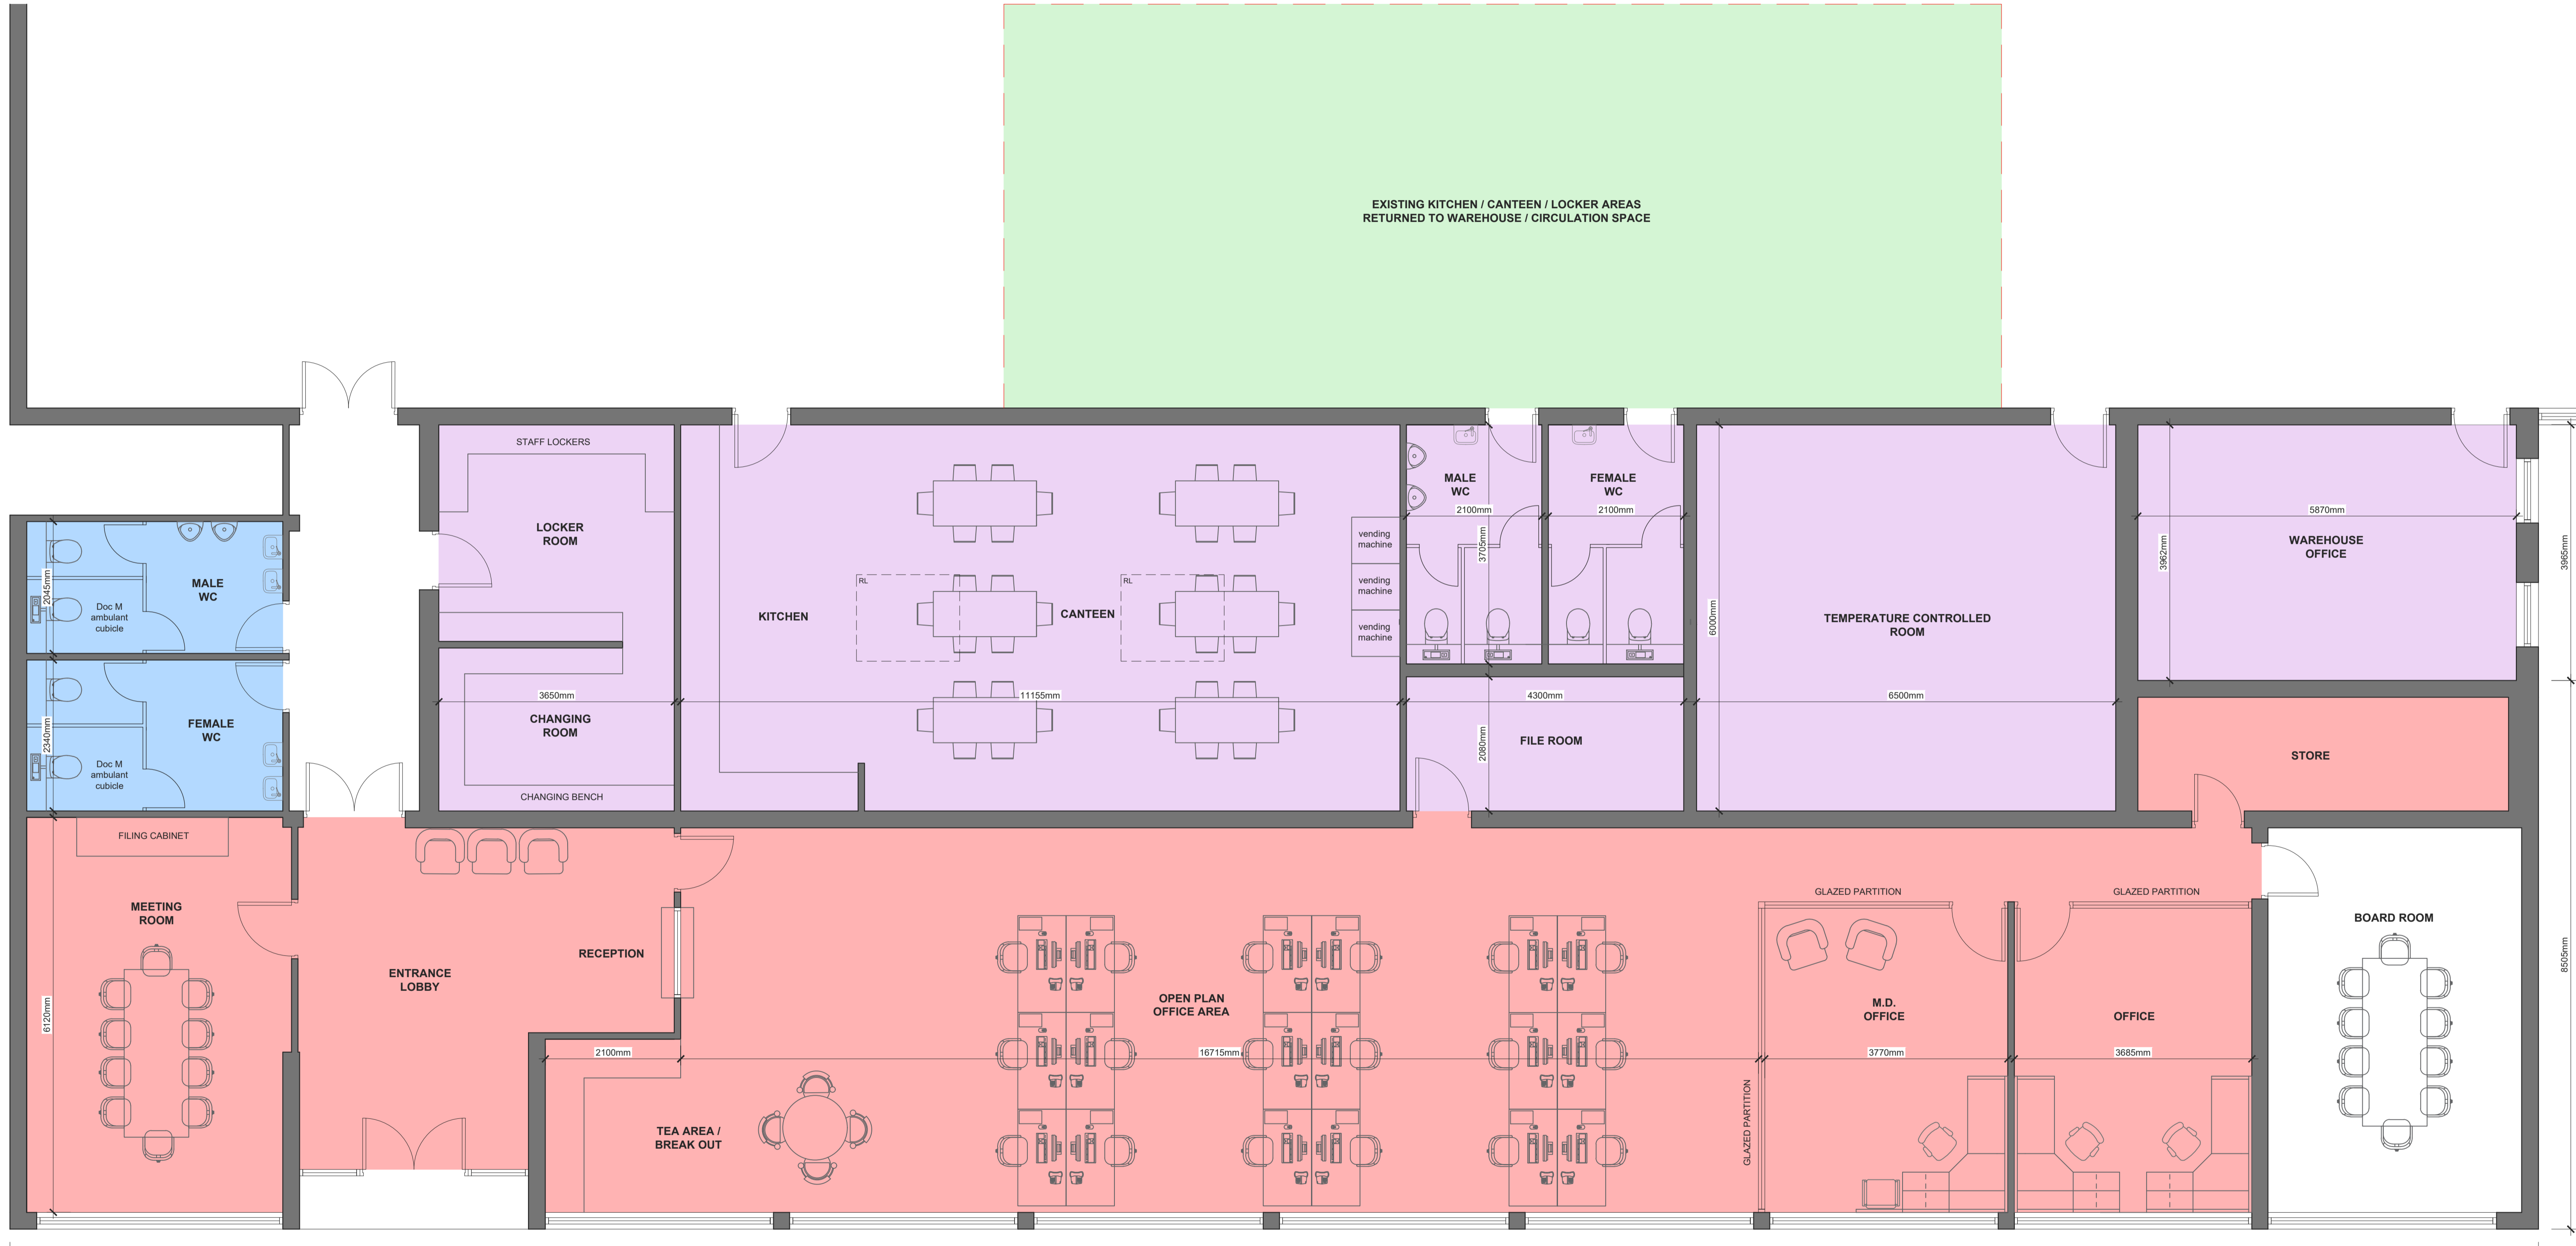 EXISTING KITCHEN / CANTEEN / LOCKER AREAS
RETURNED TO WAREHOUSE / CIRCULATION SPACE
STAFF LOCKERS
LOCKER
ROOM
KITCHEN
RL
CANTEEN
RL
vending
machine
vending
machine
vending
machine
MALE
WC
2100mm
3705mm
FEMALE
WC
2100mm
TEMPERATURE CONTROLLED
ROOM
6000mm
6500mm
5870mm
WAREHOUSE
OFFICE
3962mm
3965mm
MALE
WC
2045mm
Doc M
ambulant
cubicle
FEMALE
WC
2340mm
Doc M
ambulant
cubicle
3650mm
CHANGING
ROOM
CHANGING BENCH
11155mm
4300mm
FILE ROOM
2080mm
STORE
FILING CABINET
MEETING
ROOM
6120mm
ENTRANCE
LOBBY
RECEPTION
2100mm
TEA AREA /
BREAK OUT
OPEN PLAN
OFFICE AREA
16715mm
GLAZED PARTITION
GLAZED PARTITION
M.D.
OFFICE
3770mm
GLAZED PARTITION
OFFICE
3685mm
BOARD ROOM
8505mm